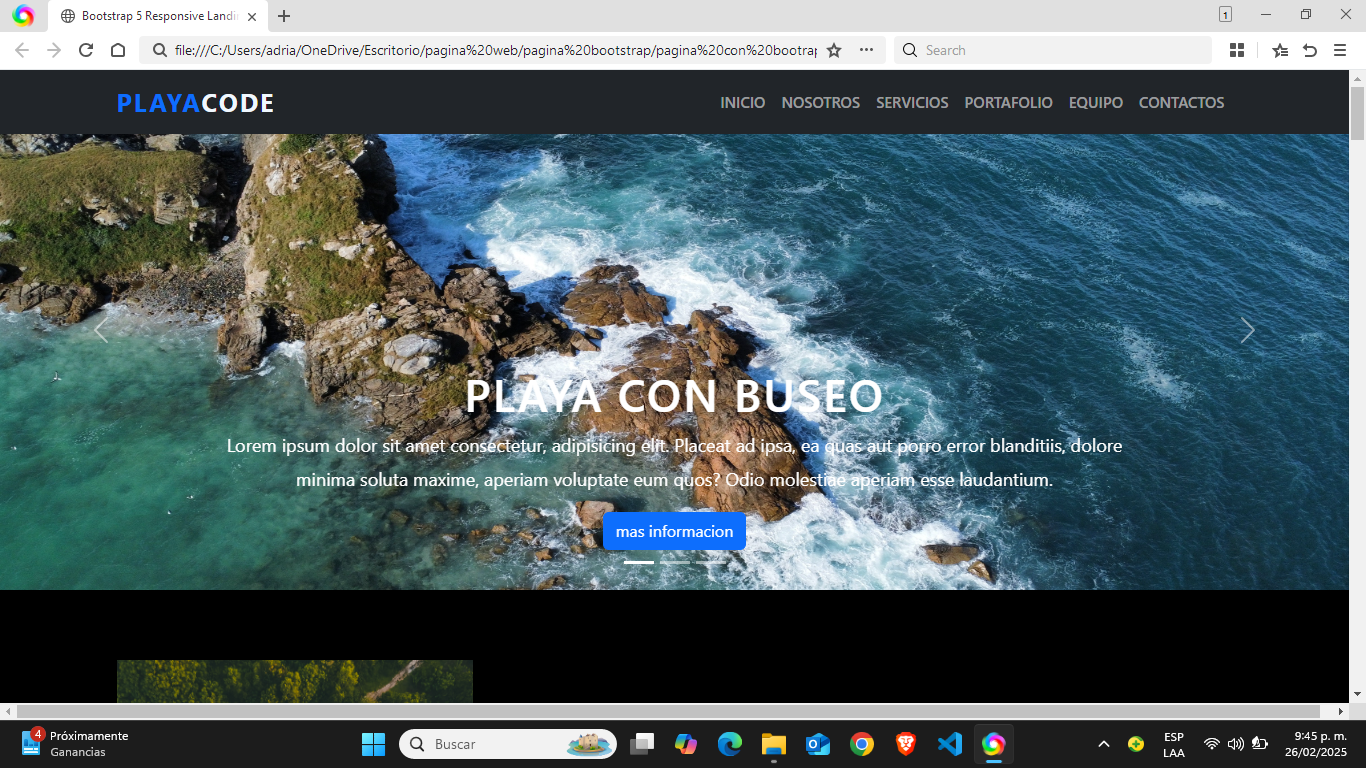 Bootstrap 5 Responsive Landi
1
file:///C:/Users/adria/OneDrive/Escritorio/pagina%20web/pagina%20bootstrap/pagina%20con%20bootrap
Search
PLAYACODE
INICIO NOSOTROS SERVICIOS PORTAFOLIO EQUIPO CONTACTOS
PLAYA CON BUSEO
Lorem ipsum dolor sit amet consectetur, adipisicing elit. Placeat ad ipsa, ea quas aut porro error blanditiis, dolore
minima soluta maxime, aperiam voluptate eum quos? Odio molestiae aperiam esse laudantium.
mas informacion
4
Próximamente
Ganancias
Buscar
ESP
LAA
9:45 p. m.
26/02/2025